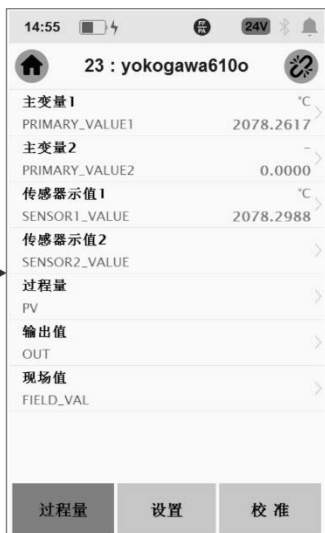 14:55
FF
PA
24V
23 : yokogawa610o
主变量1
℃
PRIMARY_VALUE1
2078.2617
主变量2
–
PRIMARY_VALUE2
0.0000
传感器示值1
℃
SENSOR1_VALUE
2078.2988
传感器示值2
SENSOR2_VALUE
过程量
PV
输出值
OUT
现场值
FIELD_VAL
过程量 设置 校准